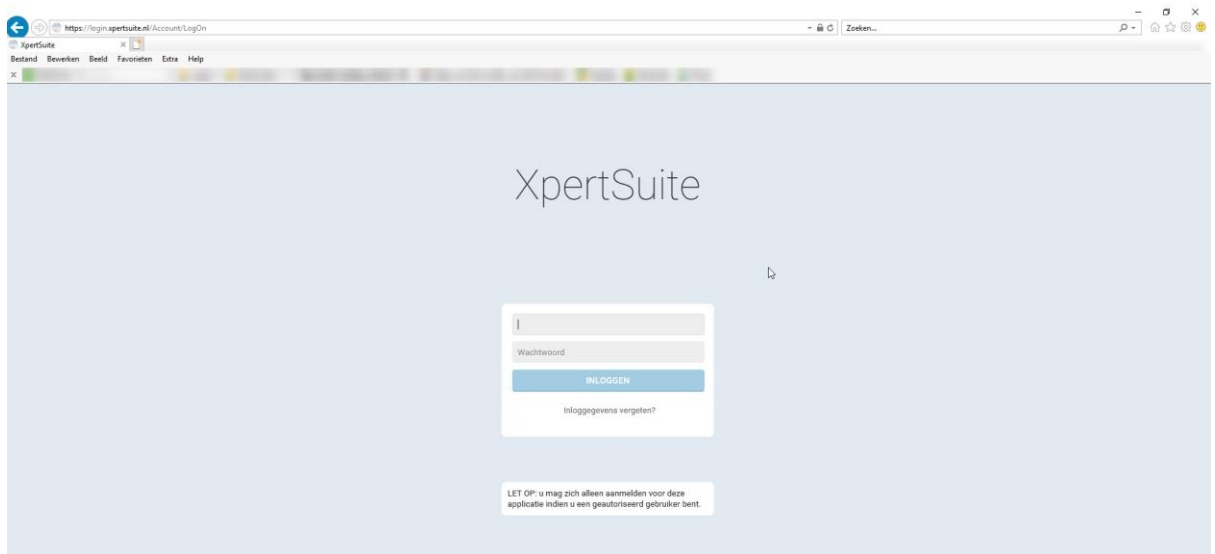 https://login.xpertsuite.nl/Account/LogOn
Zoeken...
XpertSuite
Bestand Bewerken Beeld Favorieten Extra Help
XpertSuite
Wachtwoord
INLOGGEN
Inloggegevens vergeten?
LET OP: u mag zich alleen aanmelden voor deze
applicatie indien u een geautoriseerd gebruiker bent.